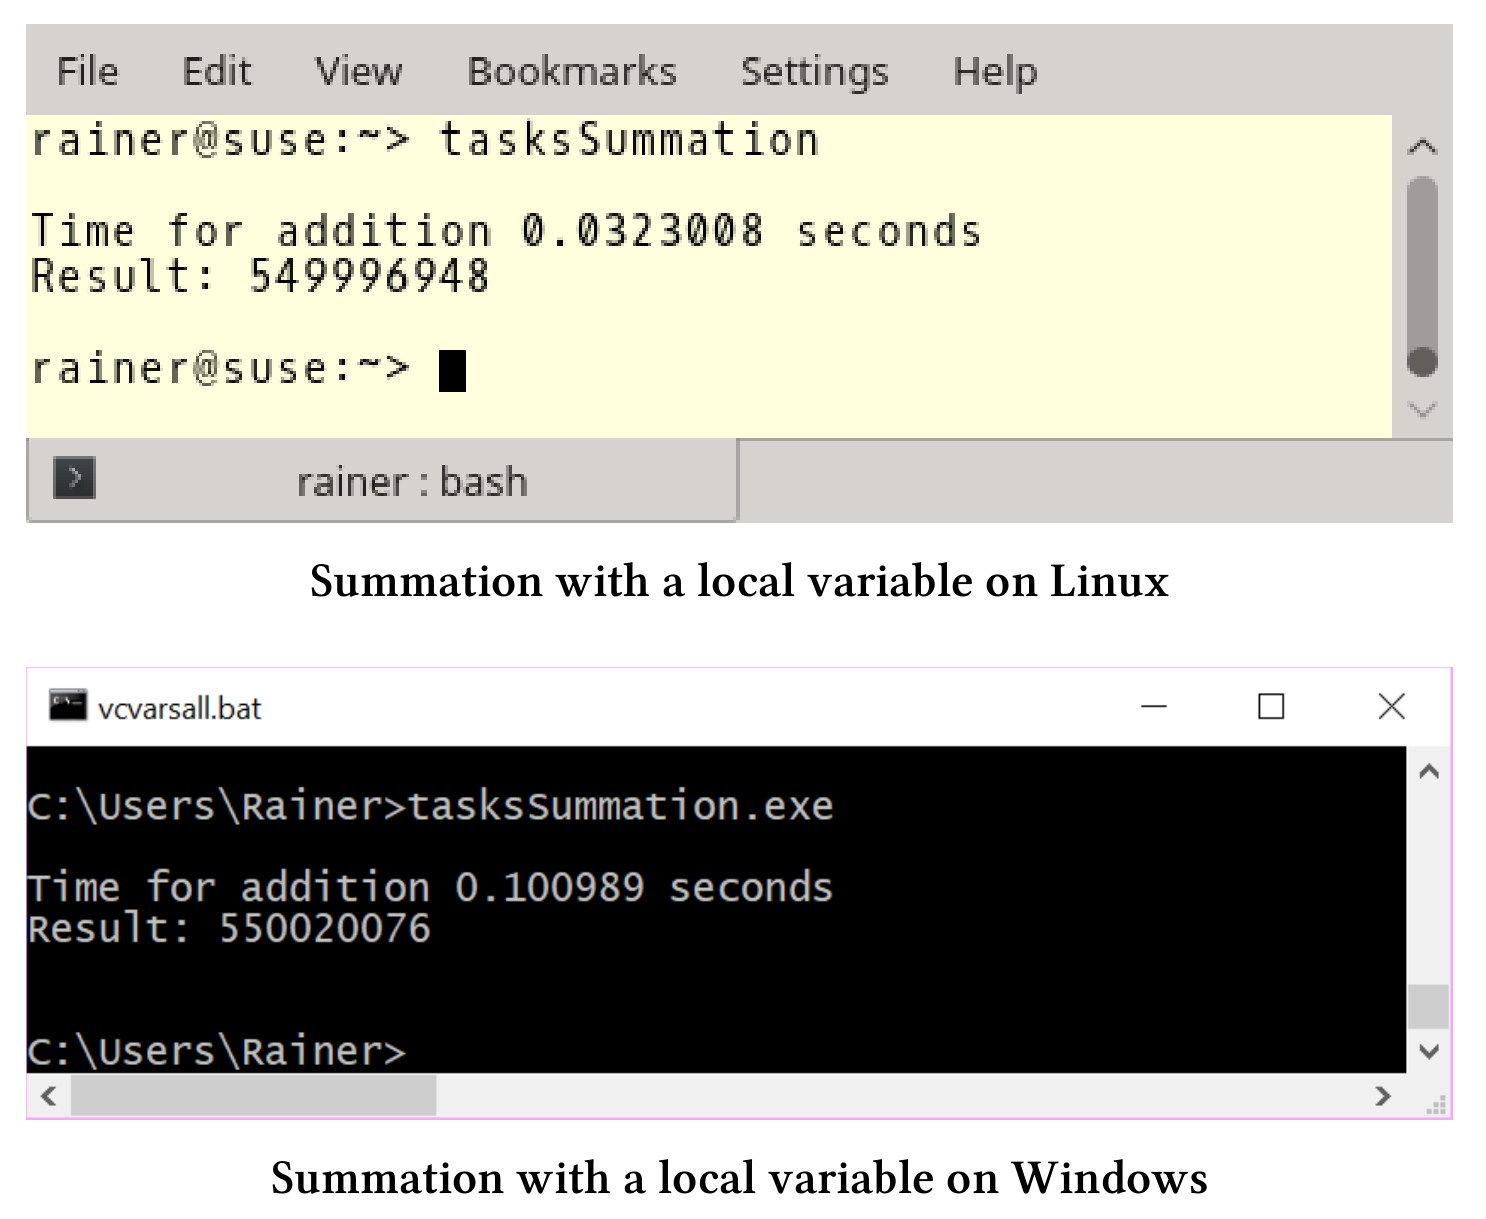 File Edit View Bookmarks Settings Help
rainer@suse:~> tasksSummation
Time for addition 0.0323008 seconds
Result: 549996948
rainer@suse:~>
rainer : bash
Summation with a local variable on Linux
vcvarsall.bat
C:\Users\Rainer>tasksSummation.exe
Time for addition 0.100989 seconds
Result: 550020076
C:\Users\Rainer>
Summation with a local variable on Windows